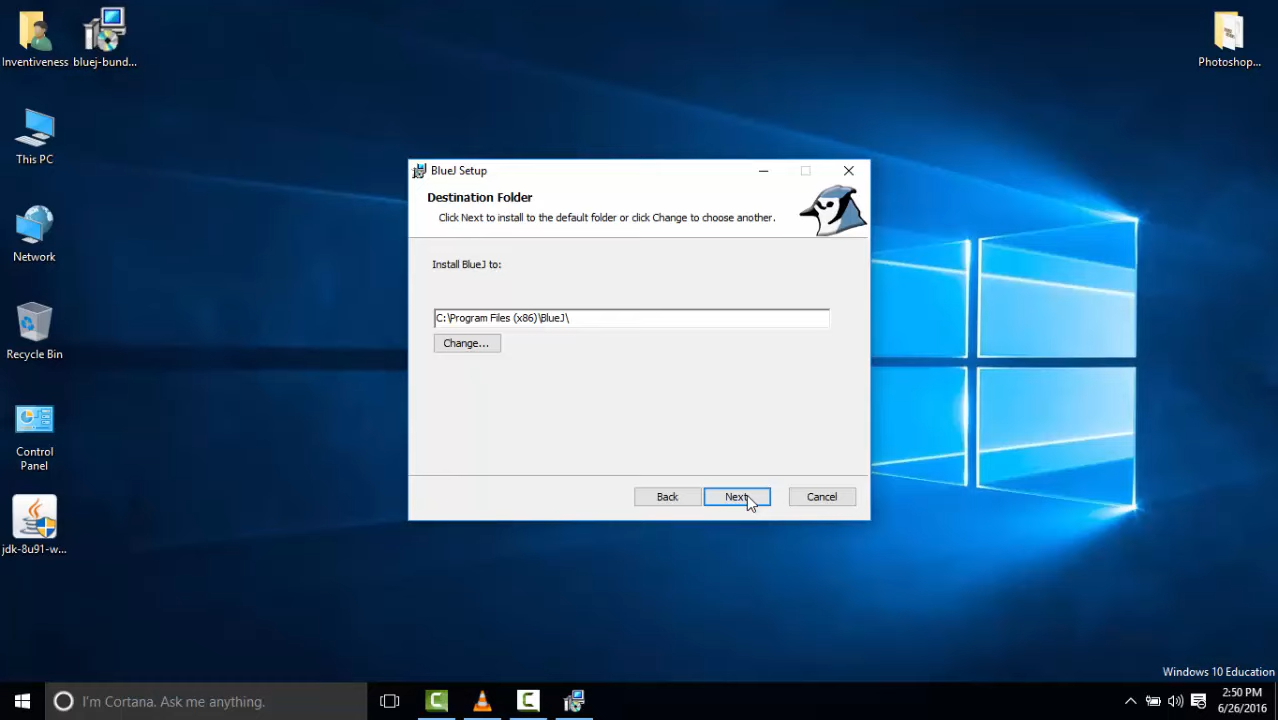 Inventiveness
bluej-bund...
Photoshop...
This PC
Network
Recycle Bin
Control
Panel
jdk-8u91-w...
BlueJ Setup
Destination Folder
Click Next to install to the default folder or click Change to choose another.
Install BlueJ to:
C:\Program Files (x86)\BlueJ\
Change...
Back
Next
Cancel
Windows 10 Education
I'm Cortana. Ask me anything.
2:50 PM
6/26/2016